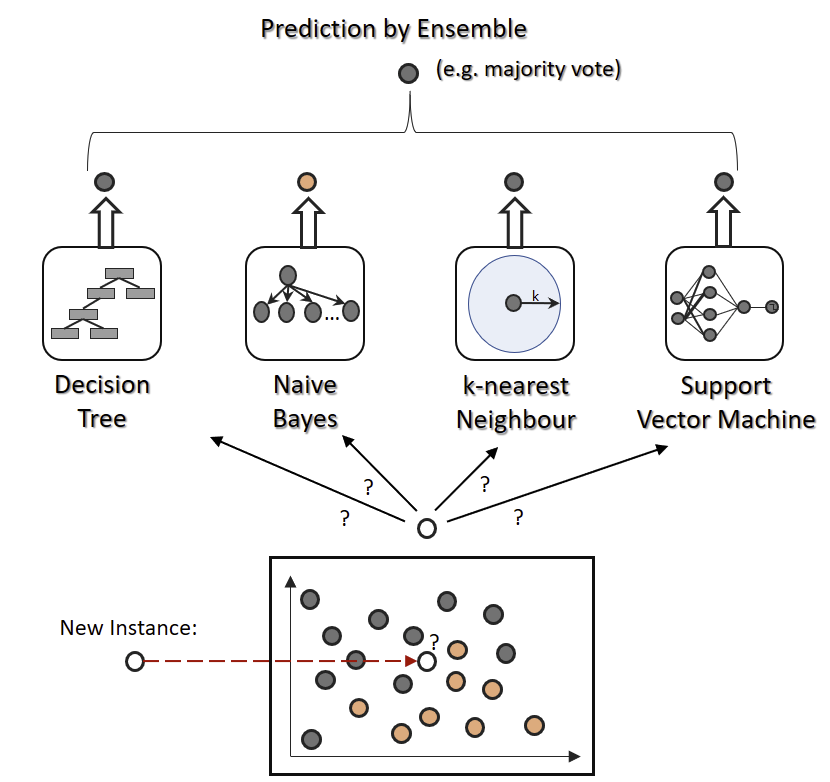 Prediction by Ensemble
(e.g. majority vote)
k
...
Decision
Tree
Naive
Bayes
k-nearest
Neighbour
Support
Vector Machine
?
?
?
?
New Instance:
?